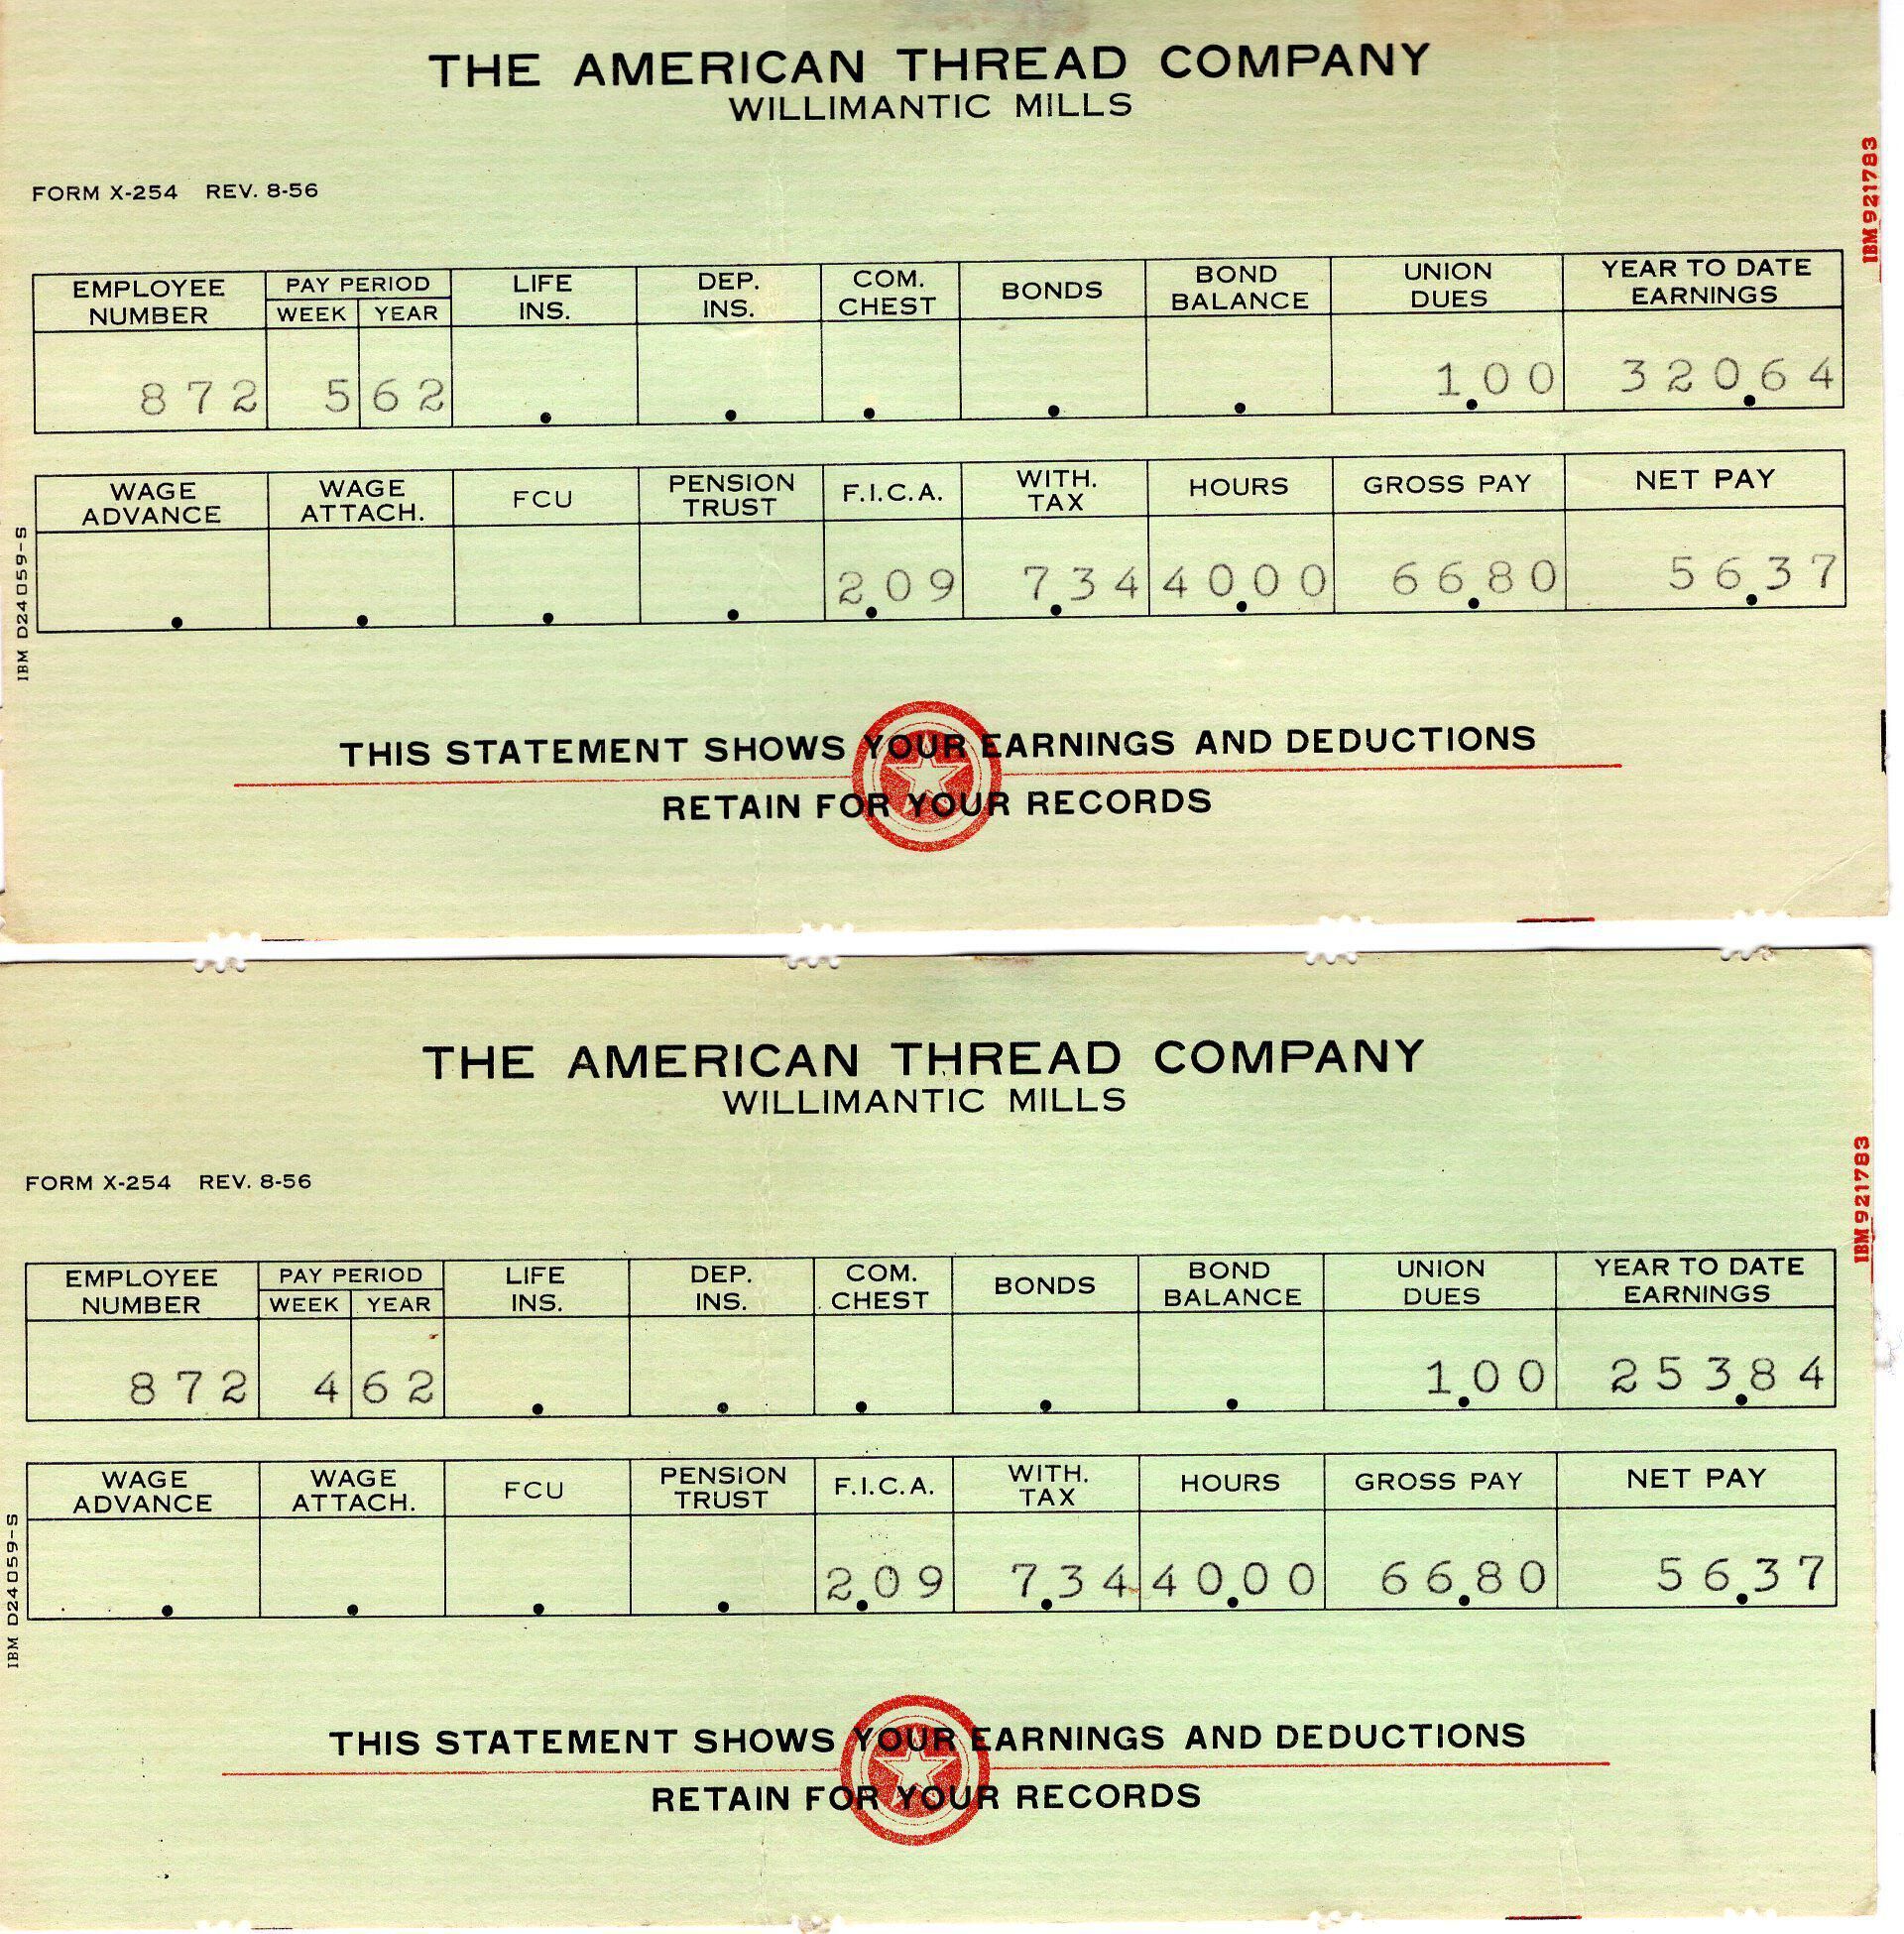 THE AMERICAN THREAD COMPANY
WILLIMANTIC MILLS
IBM 921783
FORM X-254 REV. 8-56
EMPLOYEE NUMBER PAY PERIOD WEEK YEAR LIFE INS. DEP. INS. COM. CHEST BONDS BOND BALANCE UNION DUES YEAR TO DATE EARNINGS
872 5 62 . . . . . 1.00 320.64
WAGE ADVANCE WAGE ATTACH. FCU PENSION TRUST F.I.C.A. WITH. TAX HOURS GROSS PAY NET PAY
. . . . 2.09 7.34 40.00 66.80 56.37
IBM D24059-S
THIS STATEMENT SHOWS YOUR EARNINGS AND DEDUCTIONS
RETAIN FOR YOUR RECORDS
THE AMERICAN THREAD COMPANY
WILLIMANTIC MILLS
IBM 921783
FORM X-254 REV. 8-56
EMPLOYEE NUMBER PAY PERIOD WEEK YEAR LIFE INS. DEP. INS. COM. CHEST BONDS BOND BALANCE UNION DUES YEAR TO DATE EARNINGS
872 4 62 . . . . . 1.00 253.84
WAGE ADVANCE WAGE ATTACH. FCU PENSION TRUST F.I.C.A. WITH. TAX HOURS GROSS PAY NET PAY
. . . . 2.09 7.34 40.00 66.80 56.37
IBM D24059-S
THIS STATEMENT SHOWS YOUR EARNINGS AND DEDUCTIONS
RETAIN FOR YOUR RECORDS